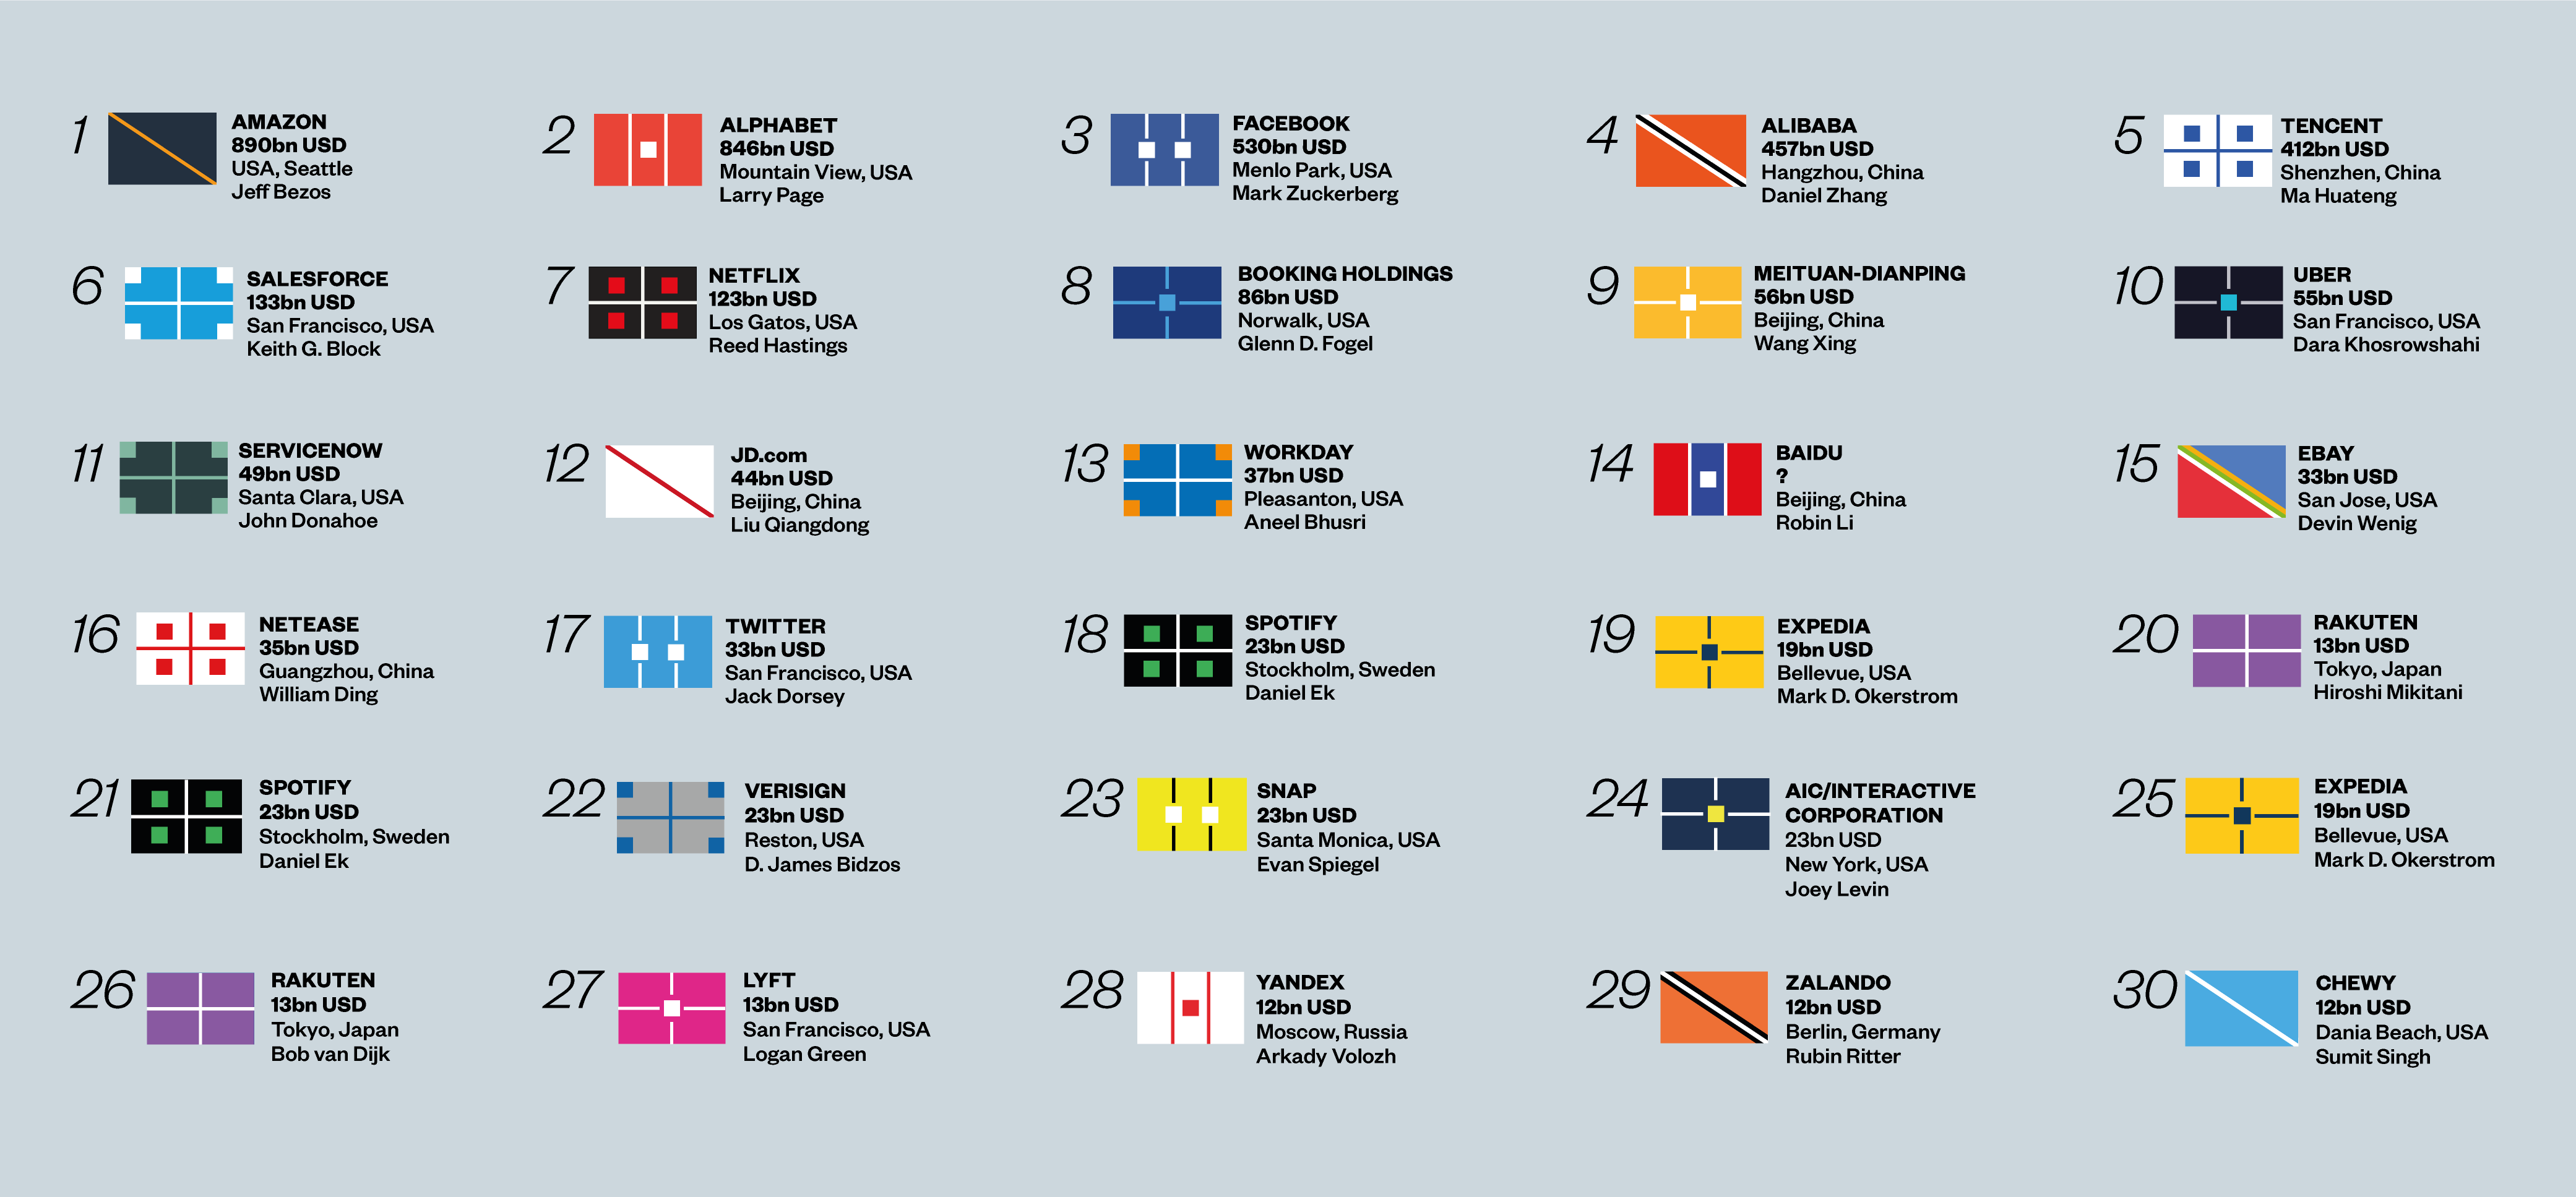 1
AMAZON
890bn USD
USA, Seattle
Jeff Bezos
2
ALPHABET
846bn USD
Mountain View, USA
Larry Page
3
FACEBOOK
530bn USD
Menlo Park, USA
Mark Zuckerberg
4
ALIBABA
457bn USD
Hangzhou, China
Daniel Zhang
5
TENCENT
412bn USD
Shenzhen, China
Ma Huateng
6
SALESFORCE
133bn USD
San Francisco, USA
Keith G. Block
7
NETFLIX
123bn USD
Los Gatos, USA
Reed Hastings
8
BOOKING HOLDINGS
86bn USD
Norwalk, USA
Glenn D. Fogel
9
MEITUAN-DIANPING
56bn USD
Beijing, China
Wang Xing
10
UBER
55bn USD
San Francisco, USA
Dara Khosrowshahi
11
SERVICENOW
49bn USD
Santa Clara, USA
John Donahoe
12
JD.com
44bn USD
Beijing, China
Liu Qiangdong
13
WORKDAY
37bn USD
Pleasanton, USA
Aneel Bhusri
14
BAIDU
?
Beijing, China
Robin Li
15
EBAY
33bn USD
San Jose, USA
Devin Wenig
16
NETEASE
35bn USD
Guangzhou, China
William Ding
17
TWITTER
33bn USD
San Francisco, USA
Jack Dorsey
18
SPOTIFY
23bn USD
Stockholm, Sweden
Daniel Ek
19
EXPEDIA
19bn USD
Bellevue, USA
Mark D. Okerstrom
20
RAKUTEN
13bn USD
Tokyo, Japan
Hiroshi Mikitani
21
SPOTIFY
23bn USD
Stockholm, Sweden
Daniel Ek
22
VERISIGN
23bn USD
Reston, USA
D. James Bidzos
23
SNAP
23bn USD
Santa Monica, USA
Evan Spiegel
24
AIC/INTERACTIVE
CORPORATION
23bn USD
New York, USA
Joey Levin
25
EXPEDIA
19bn USD
Bellevue, USA
Mark D. Okerstrom
26
RAKUTEN
13bn USD
Tokyo, Japan
Bob van Dijk
27
LYFT
13bn USD
San Francisco, USA
Logan Green
28
YANDEX
12bn USD
Moscow, Russia
Arkady Volozh
29
ZALANDO
12bn USD
Berlin, Germany
Rubin Ritter
30
CHEWY
12bn USD
Dania Beach, USA
Sumit Singh